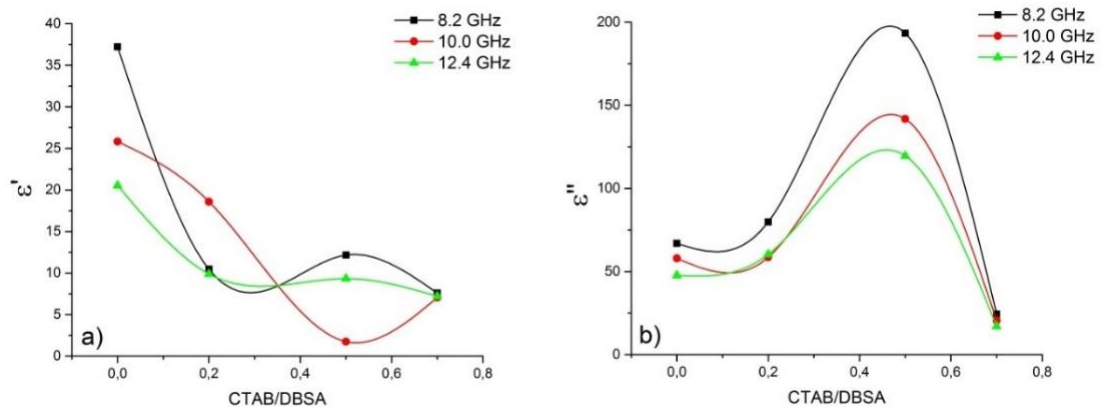 8.2 GHz
10.0 GHz
12.4 GHz
40
35
30
25
20
15
10
5
0
ε'
a)
0,0 0,2 0,4 0,6 0,8
CTAB/DBSA
8.2 GHz
10.0 GHz
12.4 GHz
200
150
100
50
0
ε''
b)
0,0 0,2 0,4 0,6 0,8
CTAB/DBSA